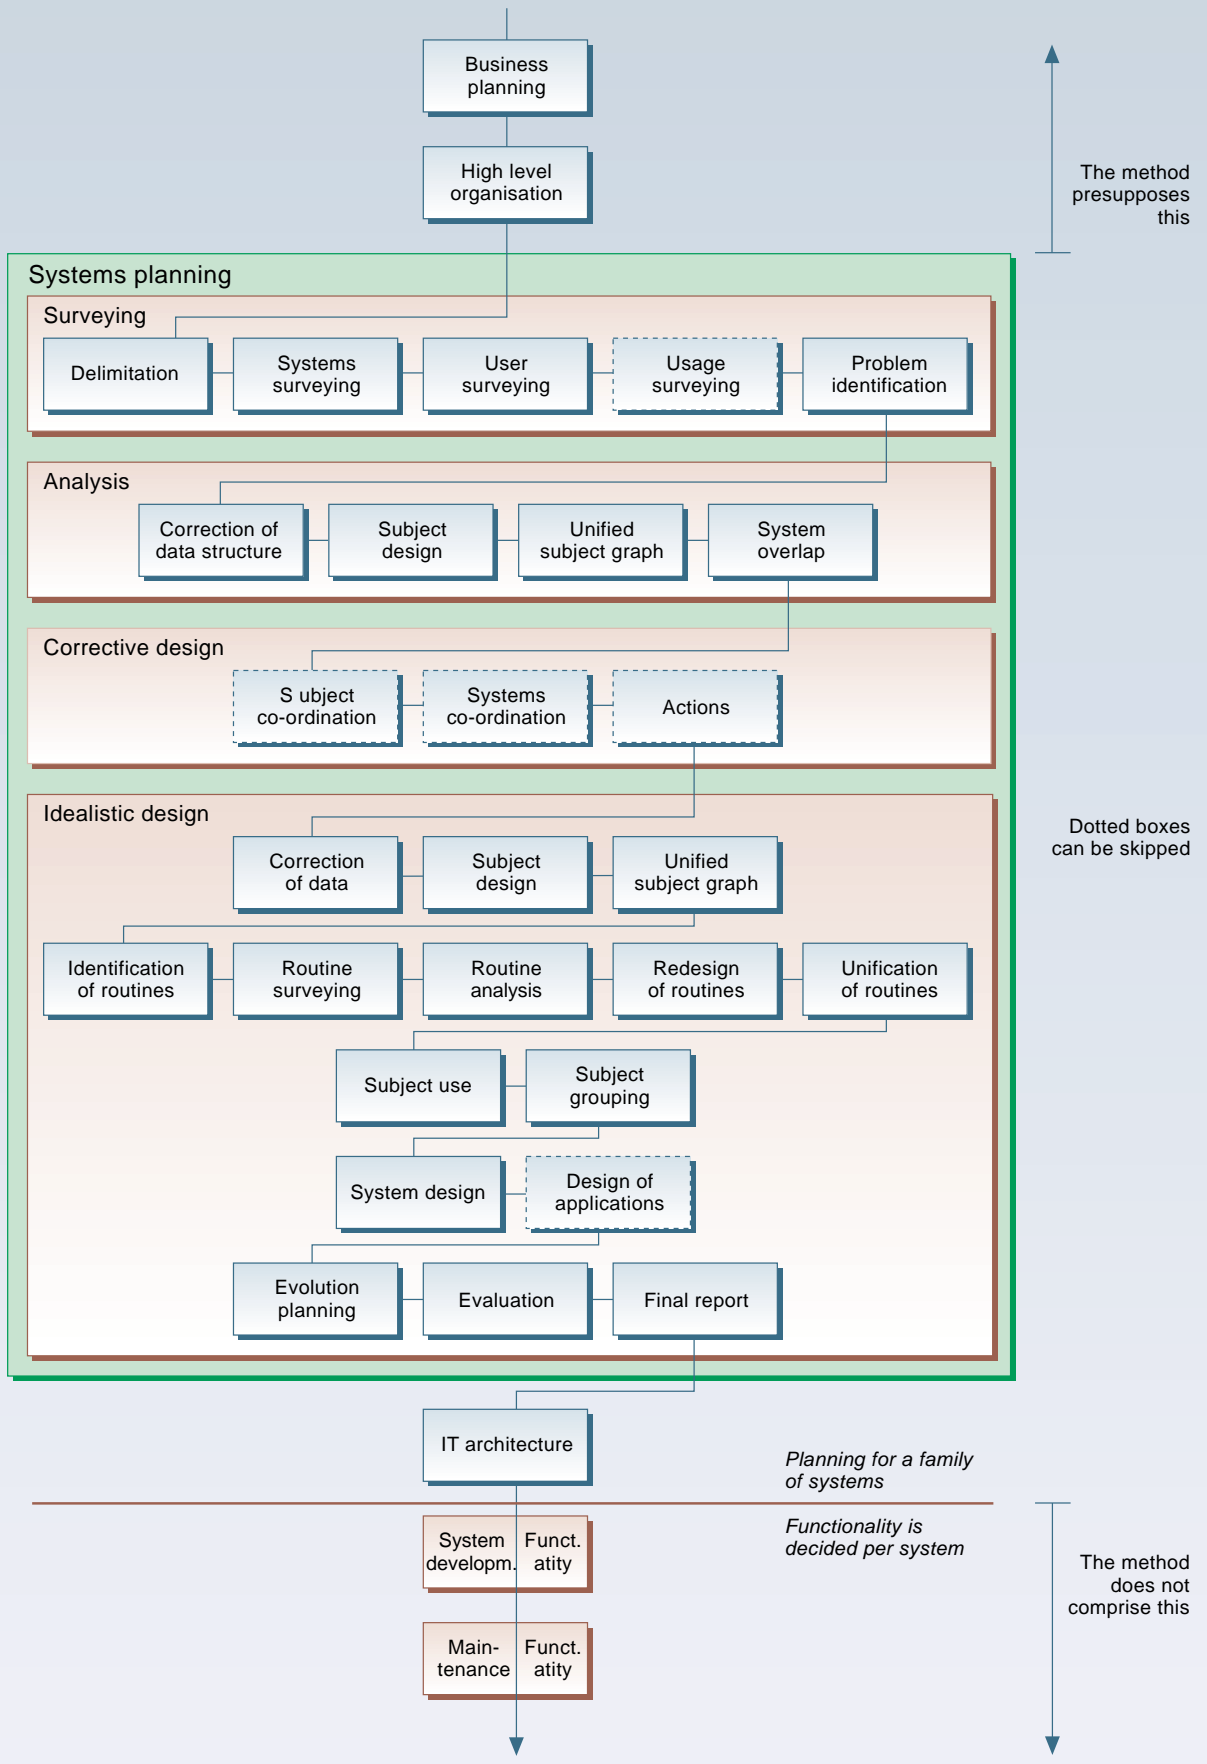 Business
planning
High level
organisation
The method
presupposes
this
Systems planning
Surveying
Delimitation
Systems
surveying
User
surveying
Usage
surveying
Problem
identification
Analysis
Correction of
data structure
Subject
design
Unified
subject graph
System
overlap
Corrective design
S ubject
co-ordination
Systems
co-ordination
Actions
Idealistic design
Correction
of data
Subject
design
Unified
subject graph
Dotted boxes
can be skipped
Identification
of routines
Routine
surveying
Routine
analysis
Redesign
of routines
Unification
of routines
Subject use
Subject
grouping
System design
Design of
applications
Evolution
planning
Evaluation
Final report
IT architecture
Planning for a family
of systems
Functionality is
decided per system
System
developm.
Funct.
atity
The method
does not
comprise this
Main-
tenance
Funct.
atity